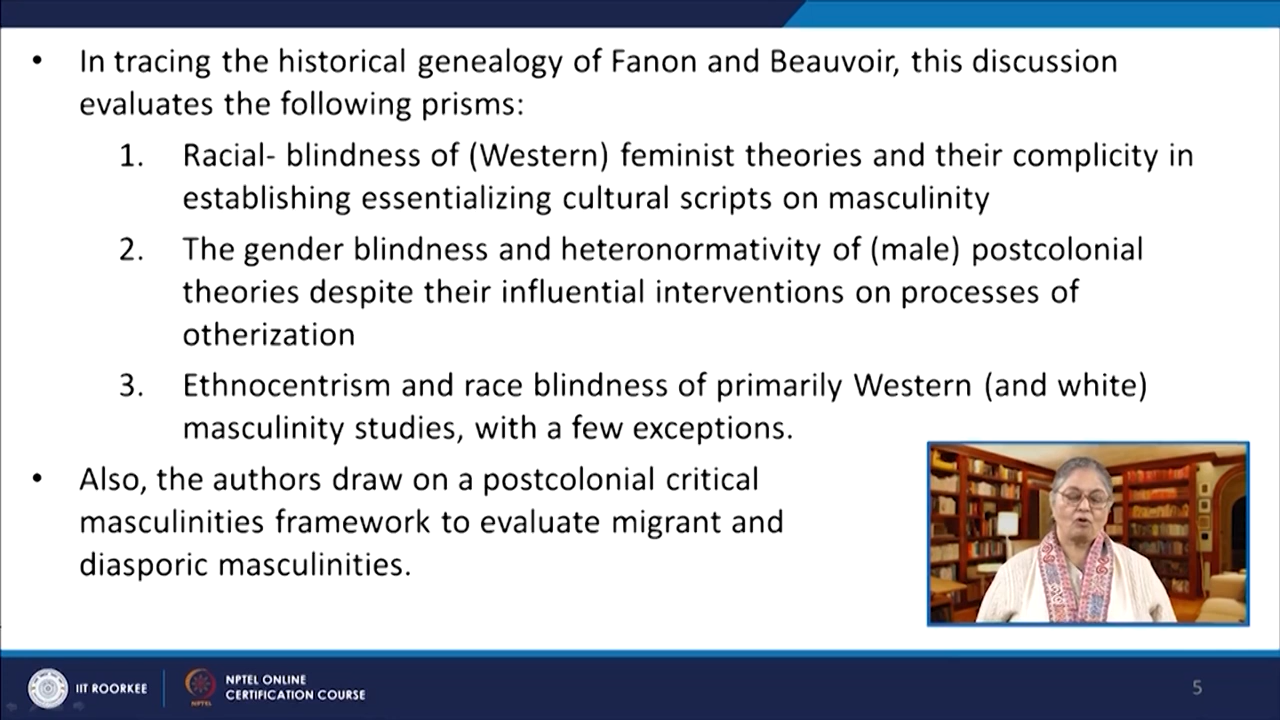 • In tracing the historical genealogy of Fanon and Beauvoir, this discussion
evaluates the following prisms:
1. Racial- blindness of (Western) feminist theories and their complicity in
establishing essentializing cultural scripts on masculinity
2. The gender blindness and heteronormativity of (male) postcolonial
theories despite their influential interventions on processes of
otherization
3. Ethnocentrism and race blindness of primarily Western (and white)
masculinity studies, with a few exceptions.
• Also, the authors draw on a postcolonial critical
masculinities framework to evaluate migrant and
diasporic masculinities.
IIT ROORKEE
NPTEL
NPTEL ONLINE
CERTIFICATION COURSE
5